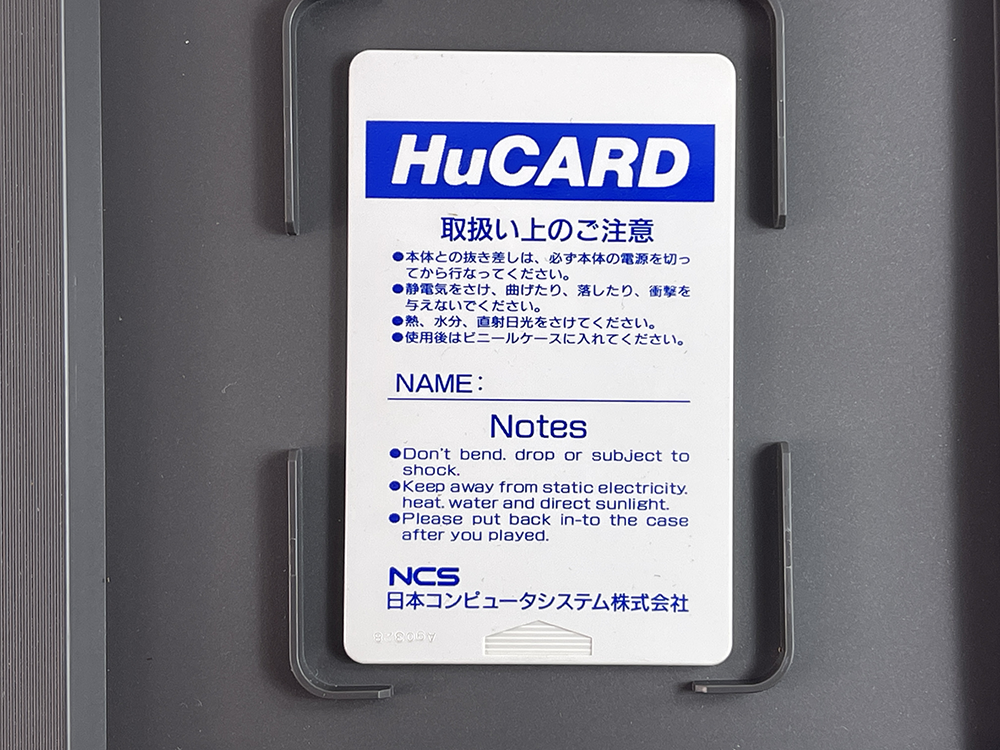 HuCARD
取扱い上のご注意
●本体との抜き差しは、必ず本体の電源を切っ
てから行なってください。
●静電気をさけ、曲げたり、落したり、衝撃を
与えないでください。
●熱、水分、直射日光をさけてください。
●使用後はビニールケースに入れてください。
NAME:
Notes
●Don't bend. drop or subject to
shock.
●Keep away from static electricity.
heat. water and direct sunlight.
●Please put back in-to the case
after you played.
NCS
日本コンピュータシステム株式会社